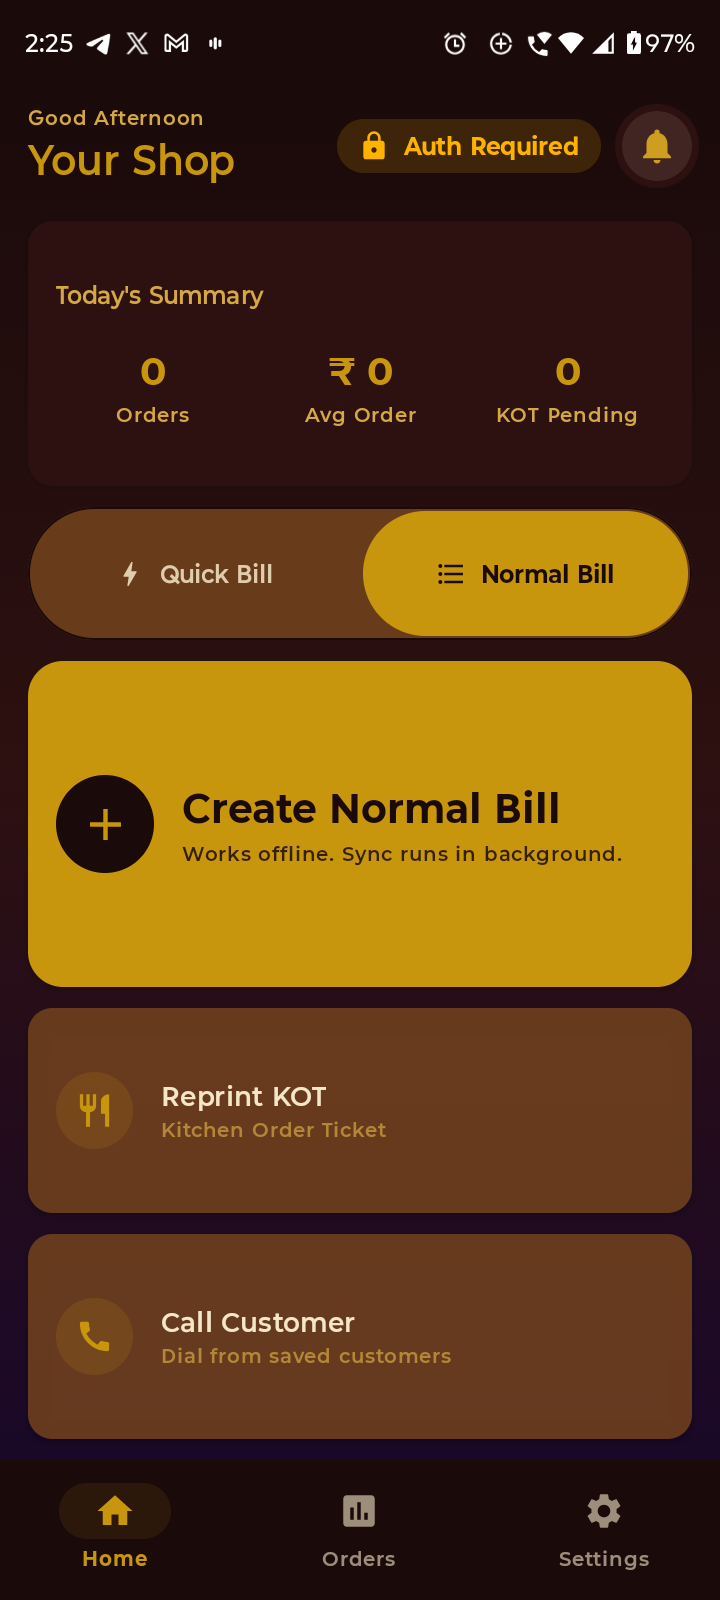 2:25
97%
Good Afternoon
Your Shop
Auth Required
Today's Summary
0
₹ 0
0
Orders
Avg Order
KOT Pending
Quick Bill
Normal Bill
Create Normal Bill
Works offline. Sync runs in background.
Reprint KOT
Kitchen Order Ticket
Call Customer
Dial from saved customers
Home
Orders
Settings